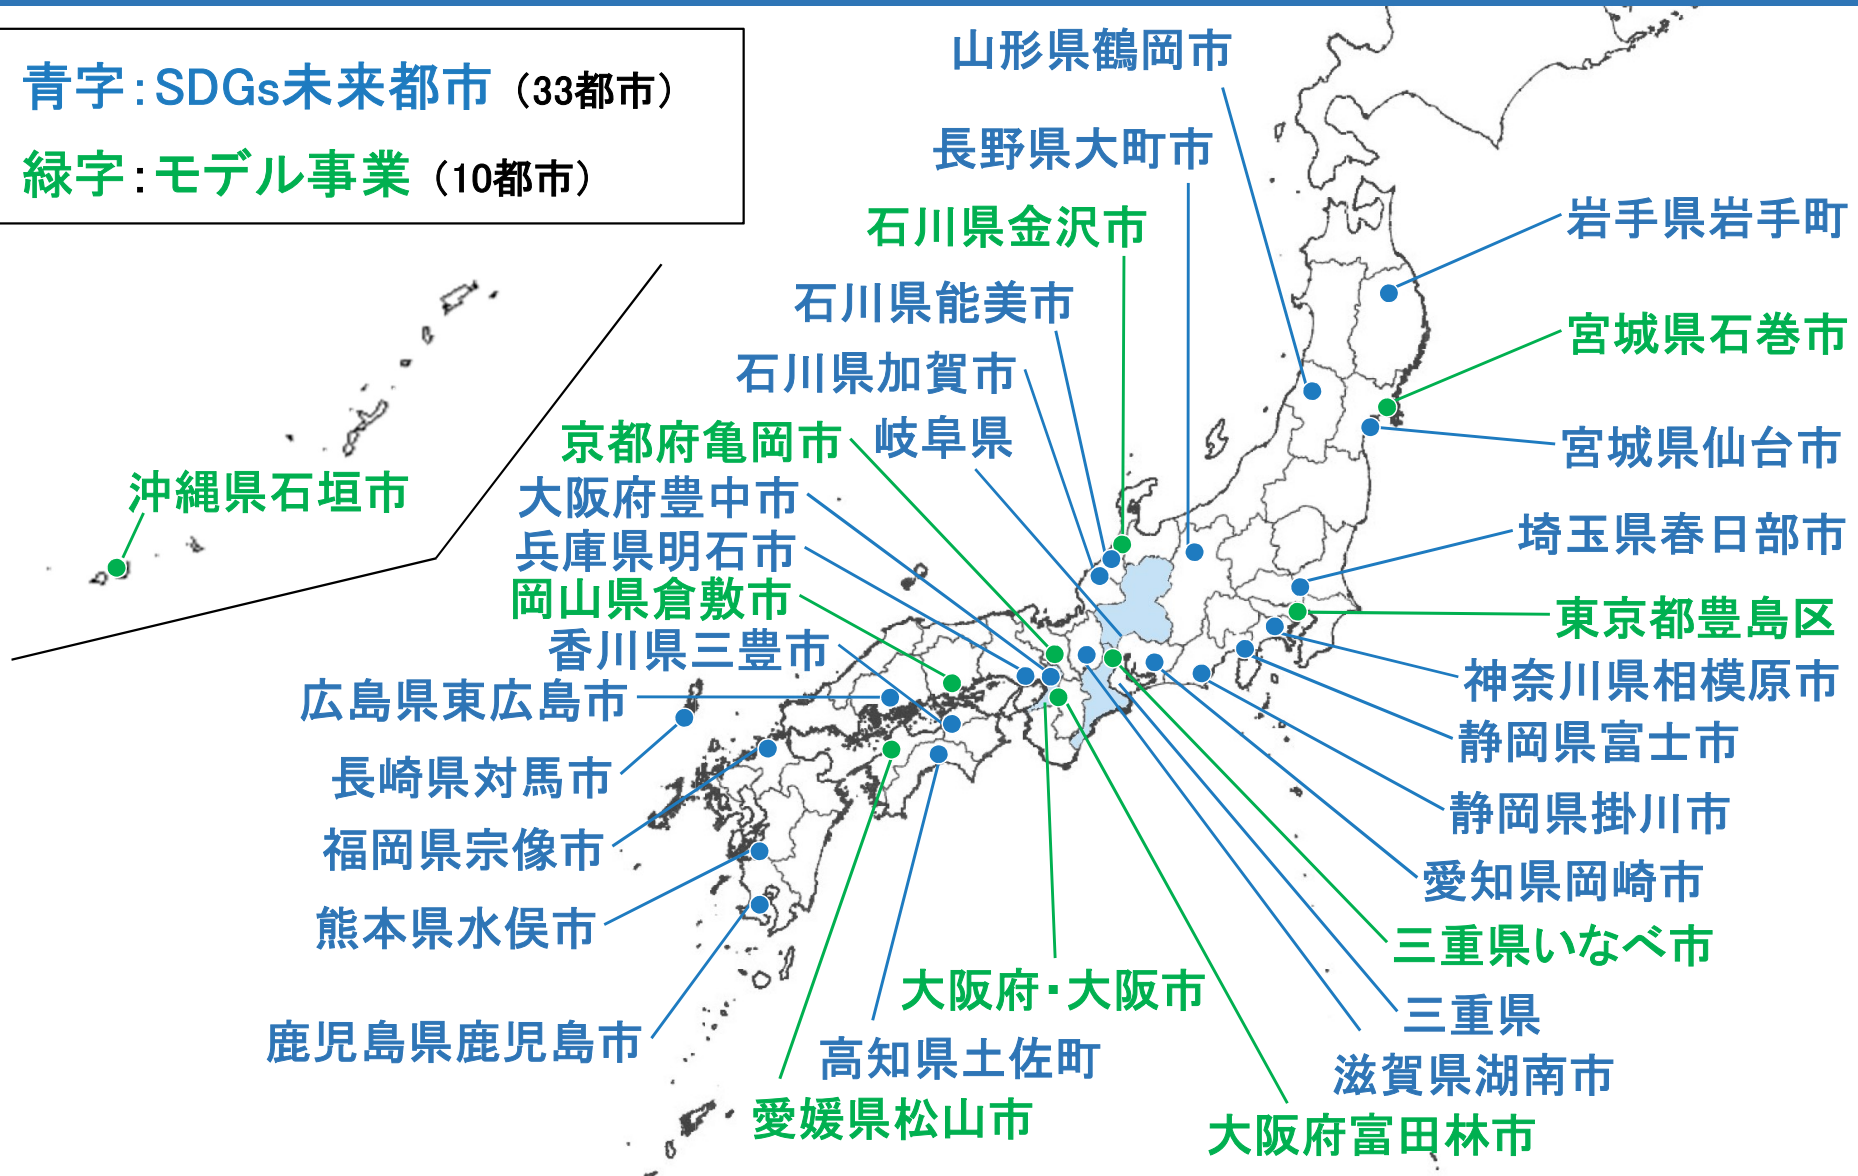 青字：SDGs未来都市（33都市）
緑字：モデル事業（10都市）
山形県鶴岡市
長野県大町市
石川県金沢市
岩手県岩手町
石川県能美市
宮城県石巻市
石川県加賀市
京都府亀岡市
岐阜県
宮城県仙台市
大阪府豊中市
沖縄県石垣市
兵庫県明石市
埼玉県春日部市
岡山県倉敷市
東京都豊島区
香川県三豊市
神奈川県相模原市
広島県東広島市
静岡県富士市
長崎県対馬市
静岡県掛川市
福岡県宗像市
愛知県岡崎市
熊本県水俣市
三重県いなべ市
大阪府・大阪市
三重県
鹿児島県鹿児島市
高知県土佐町
滋賀県湖南市
愛媛県松山市
大阪府富田林市